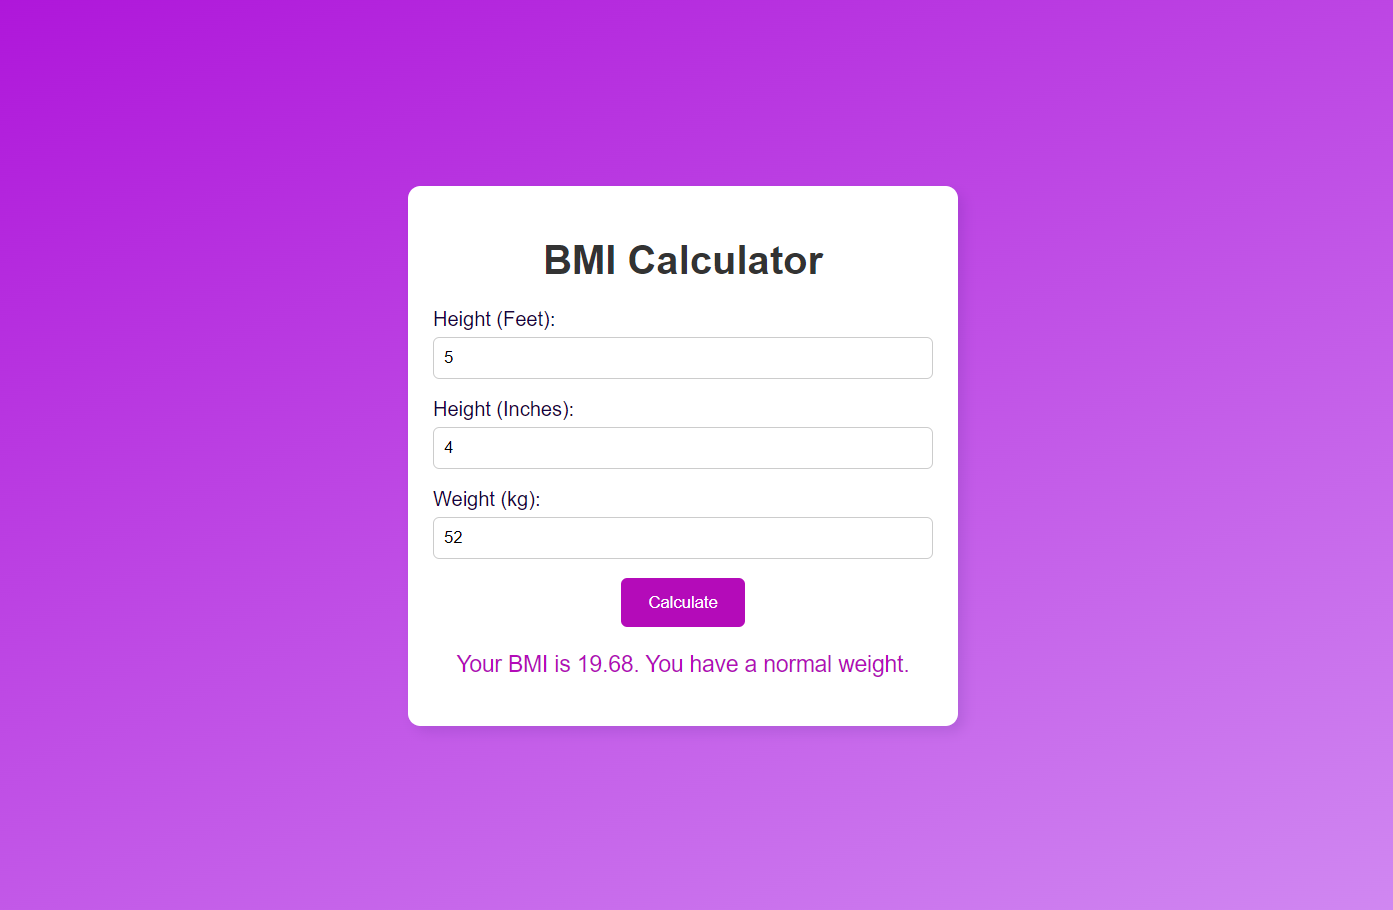 BMI Calculator
Height (Feet):
5
Height (Inches):
4
Weight (kg):
52
Calculate
Your BMI is 19.68. You have a normal weight.